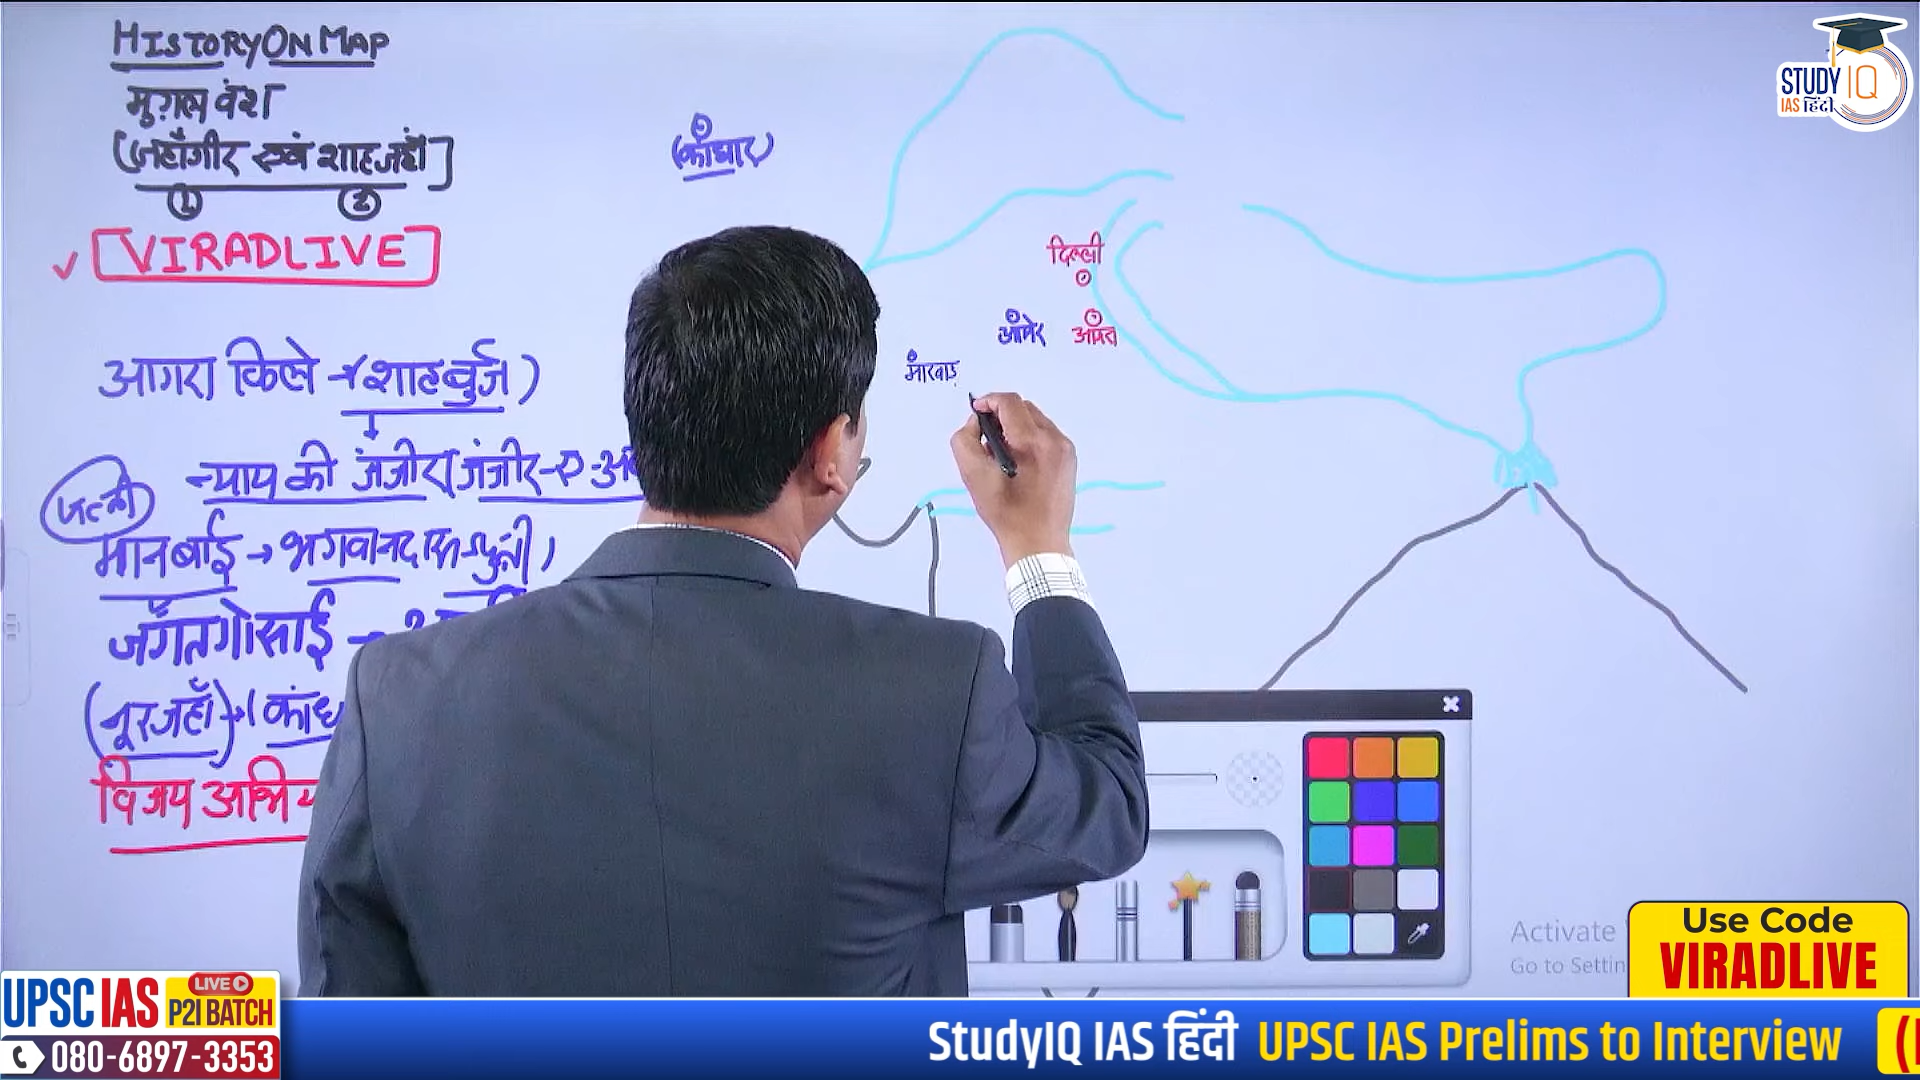 HISTORY ON MAP
मुग़ल वंश
(जहाँगीर एवं शाहजहाँ]
① ②
✓ [VIRADLIVE]
आगरा किले → (शाहबुर्ज)
न्याय की जंजीर/जंजीर-ए-
मानबाई → भगवानदास पुत्री)
जगतगोसाई →
(नूरजहाँ) → (कांध
विजय अभि
(काँधार)
दिल्ली
आमेर
आगरा
मारवाड़
STUDY IQ
IAS हिंदी
Activate
Go to Settin
Use Code
VIRADLIVE
LIVE
UPSC IAS P2I BATCH
080-6897-3353
StudyIQ IAS हिंदी UPSC IAS Prelims to Interview